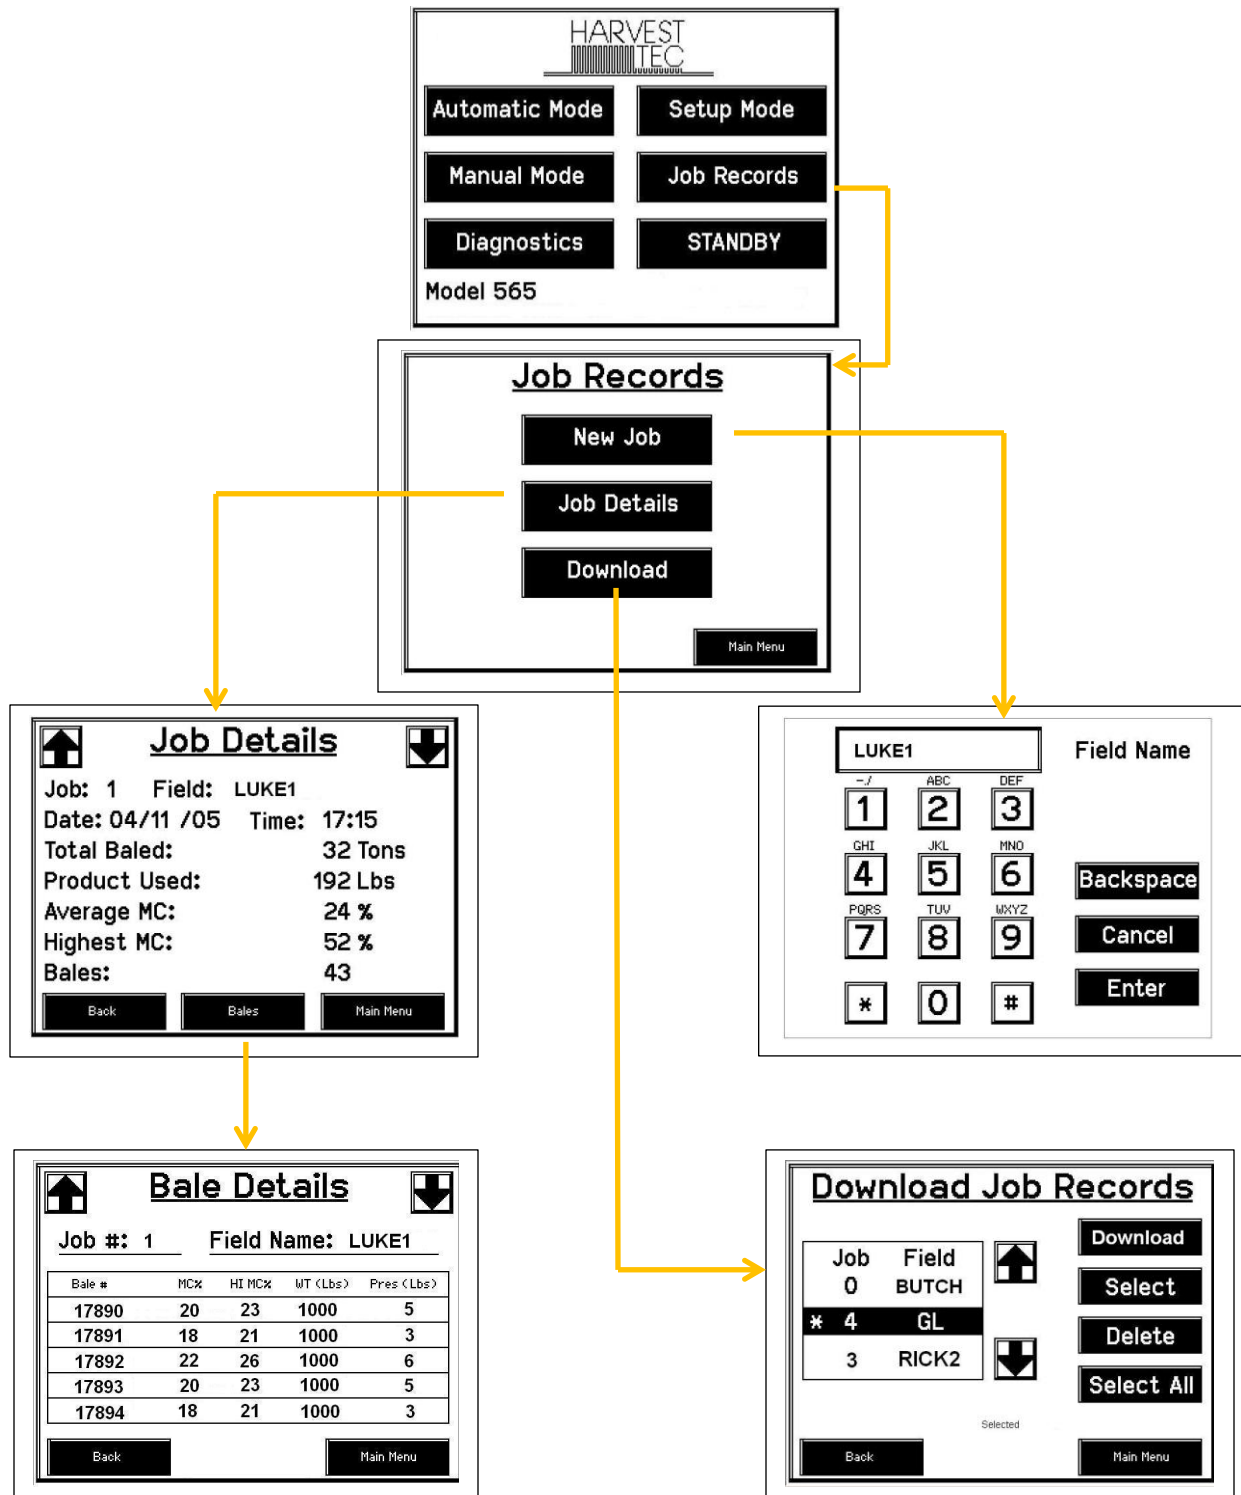 HARVEST
TEC
Automatic Mode
Setup Mode
Manual Mode
Job Records
Diagnostics
STANDBY
Model 565
Job Records
New Job
Job Details
Download
Main Menu
Job Details
Job: 1 Field: LUKE1
Date: 04/11 /05 Time: 17:15
Total Baled: 32 Tons
Product Used: 192 Lbs
Average MC: 24 %
Highest MC: 52 %
Bales: 43
Back Bales Main Menu
LUKE1
Field Name
-./ ABC DEF
1 2 3
GHI JKL MNO
4 5 6
Backspace
PQRS TUV WXYZ
7 8 9
Cancel
* 0 #
Enter
Bale Details
Job #: 1 Field Name: LUKE1
Bale # MC% HI MC% WT (Lbs) Pres (Lbs)
17890 20 23 1000 5
17891 18 21 1000 3
17892 22 26 1000 6
17893 20 23 1000 5
17894 18 21 1000 3
Back Main Menu
Download Job Records
Job Field
0 BUTCH
* 4 GL
3 RICK2
Download
Select
Delete
Select All
Selected
Back Main Menu